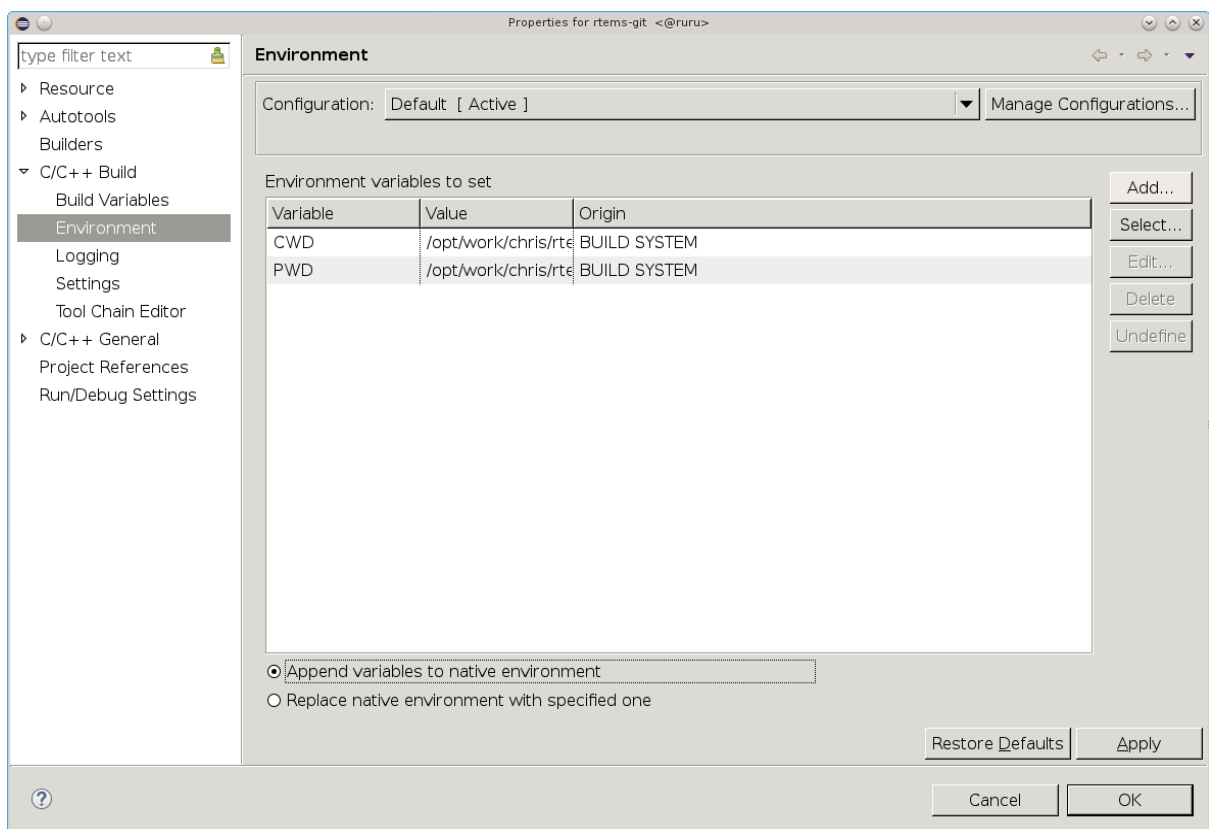 Properties for rtems-git <@ruru>
type filter text
Environment
Resource
Autotools
Builders
C/C++ Build
Build Variables
Environment
Logging
Settings
Tool Chain Editor
C/C++ General
Project References
Run/Debug Settings
Configuration: Default [ Active ] Manage Configurations...
Environment variables to set
Variable Value Origin
CWD /opt/work/chris/rte BUILD SYSTEM
PWD /opt/work/chris/rte BUILD SYSTEM
Add...
Select...
Edit...
Delete
Undefine
Append variables to native environment
Replace native environment with specified one
Restore Defaults Apply
? Cancel OK